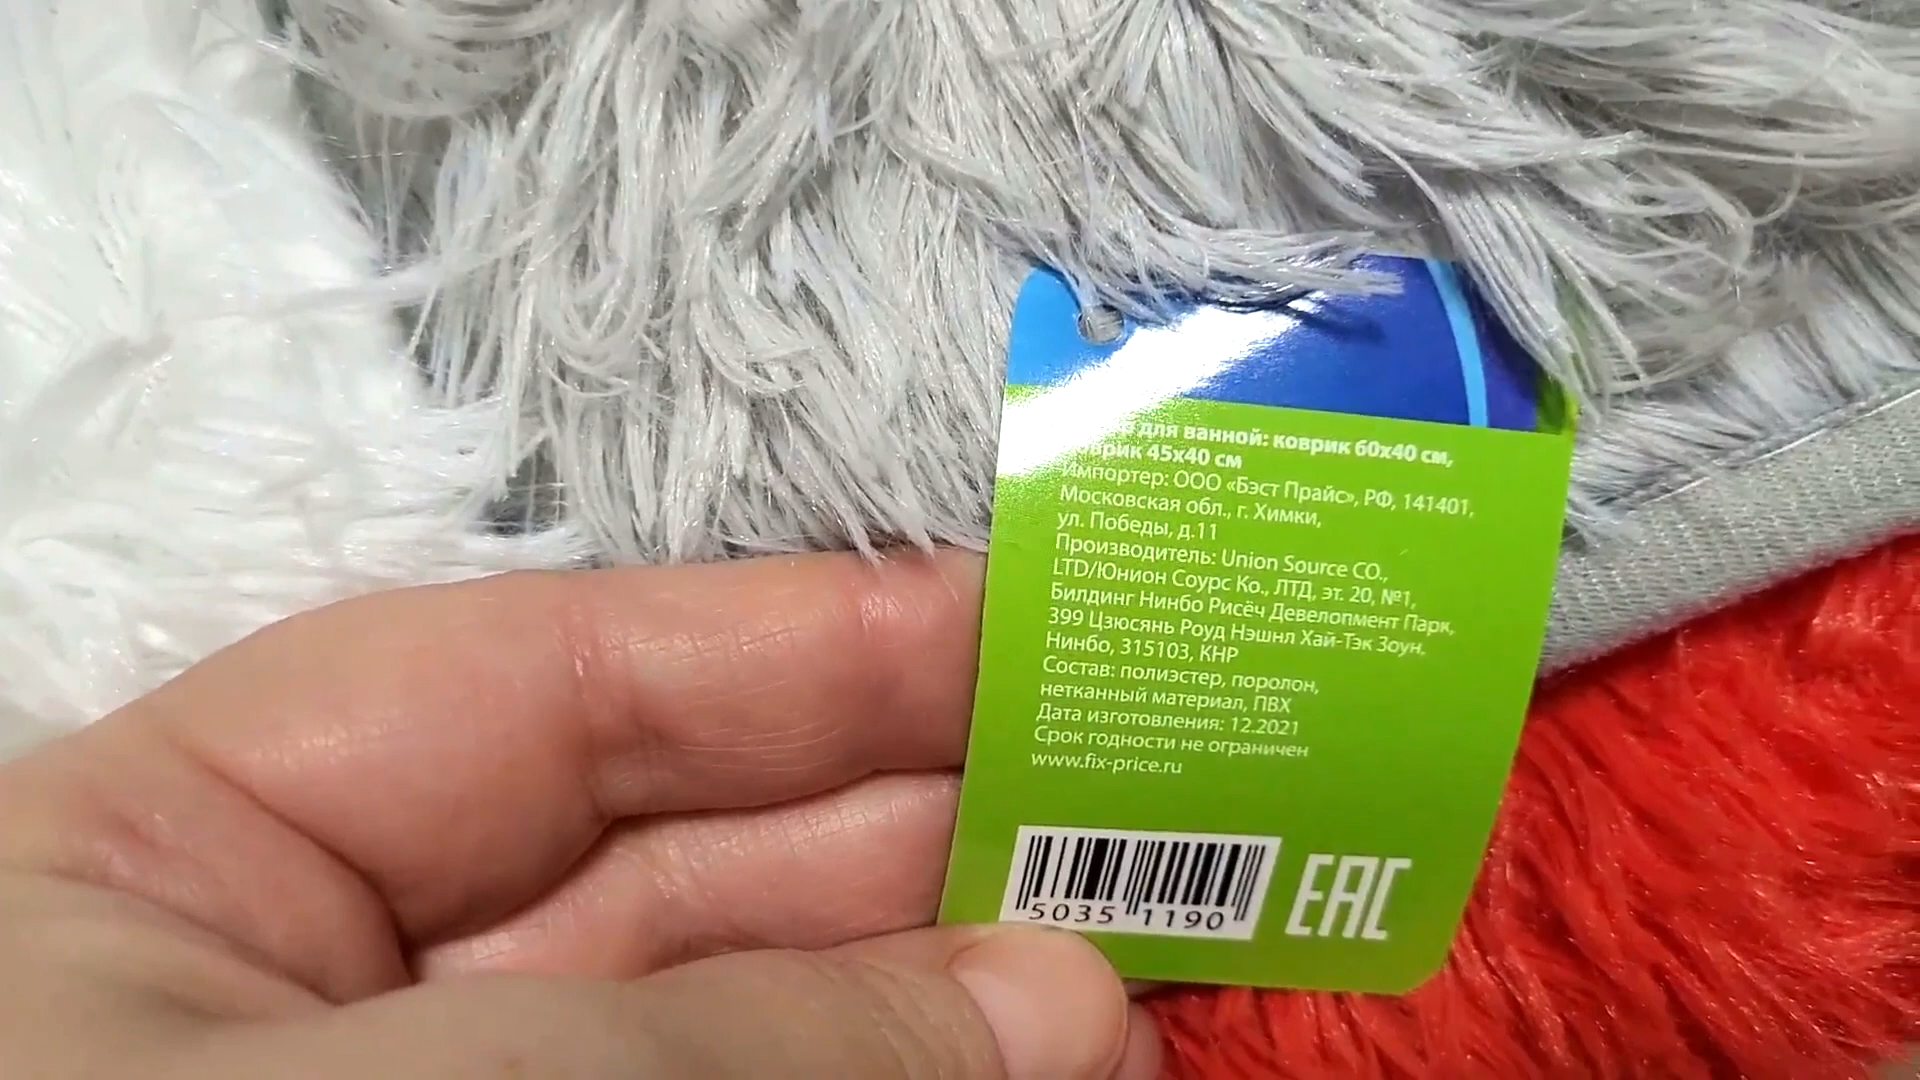 для ванной: коврик 60х40 см,
коврик 45х40 см
Импортер: ООО «Бэст Прайс», РФ, 141401,
Московская обл., г. Химки,
ул. Победы, д.11
Производитель: Union Source CO.,
LTD/Юнион Соурс Ко., ЛТД, эт. 20, №1,
Билдинг Нинбо Рисёч Девелопмент Парк,
399 Цзюсянь Роуд Нэшнл Хай-Тэк Зоун,
Нинбо, 315103, КНР
Состав: полиэстер, поролон,
нетканный материал, ПВХ
Дата изготовления: 12.2021
Срок годности не ограничен
www.fix-price.ru
5035 1190
EAC